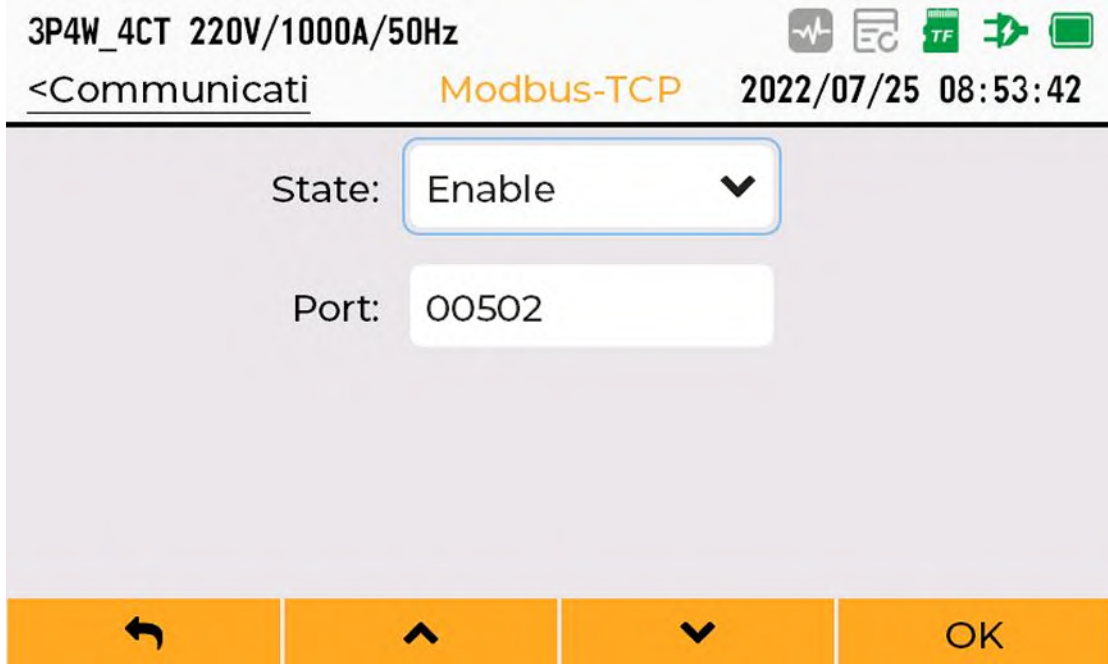 3P4W_4CT 220V/1000A/50Hz
TF
<Communicati Modbus-TCP 2022/07/25 08:53:42
State: Enable
Port: 00502
OK